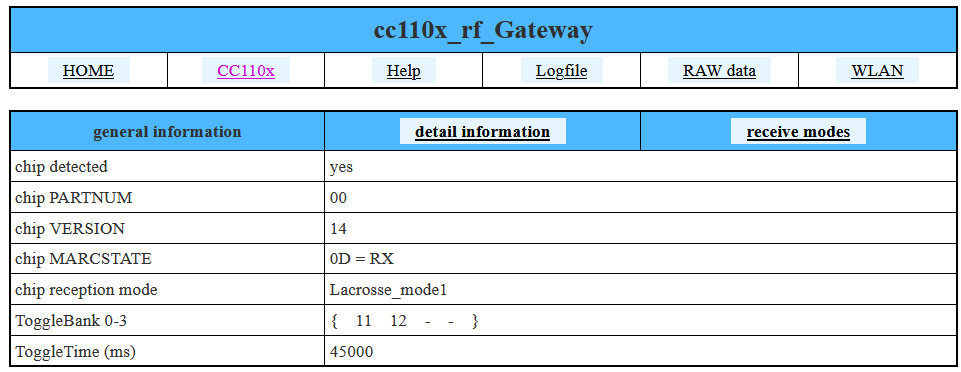 cc110x_rf_Gateway
HOME CC110x Help Logfile RAW data WLAN
general information detail information receive modes
chip detected yes
chip PARTNUM 00
chip VERSION 14
chip MARCSTATE 0D = RX
chip reception mode Lacrosse_mode1
ToggleBank 0-3 { 11 12 - - }
ToggleTime (ms) 45000